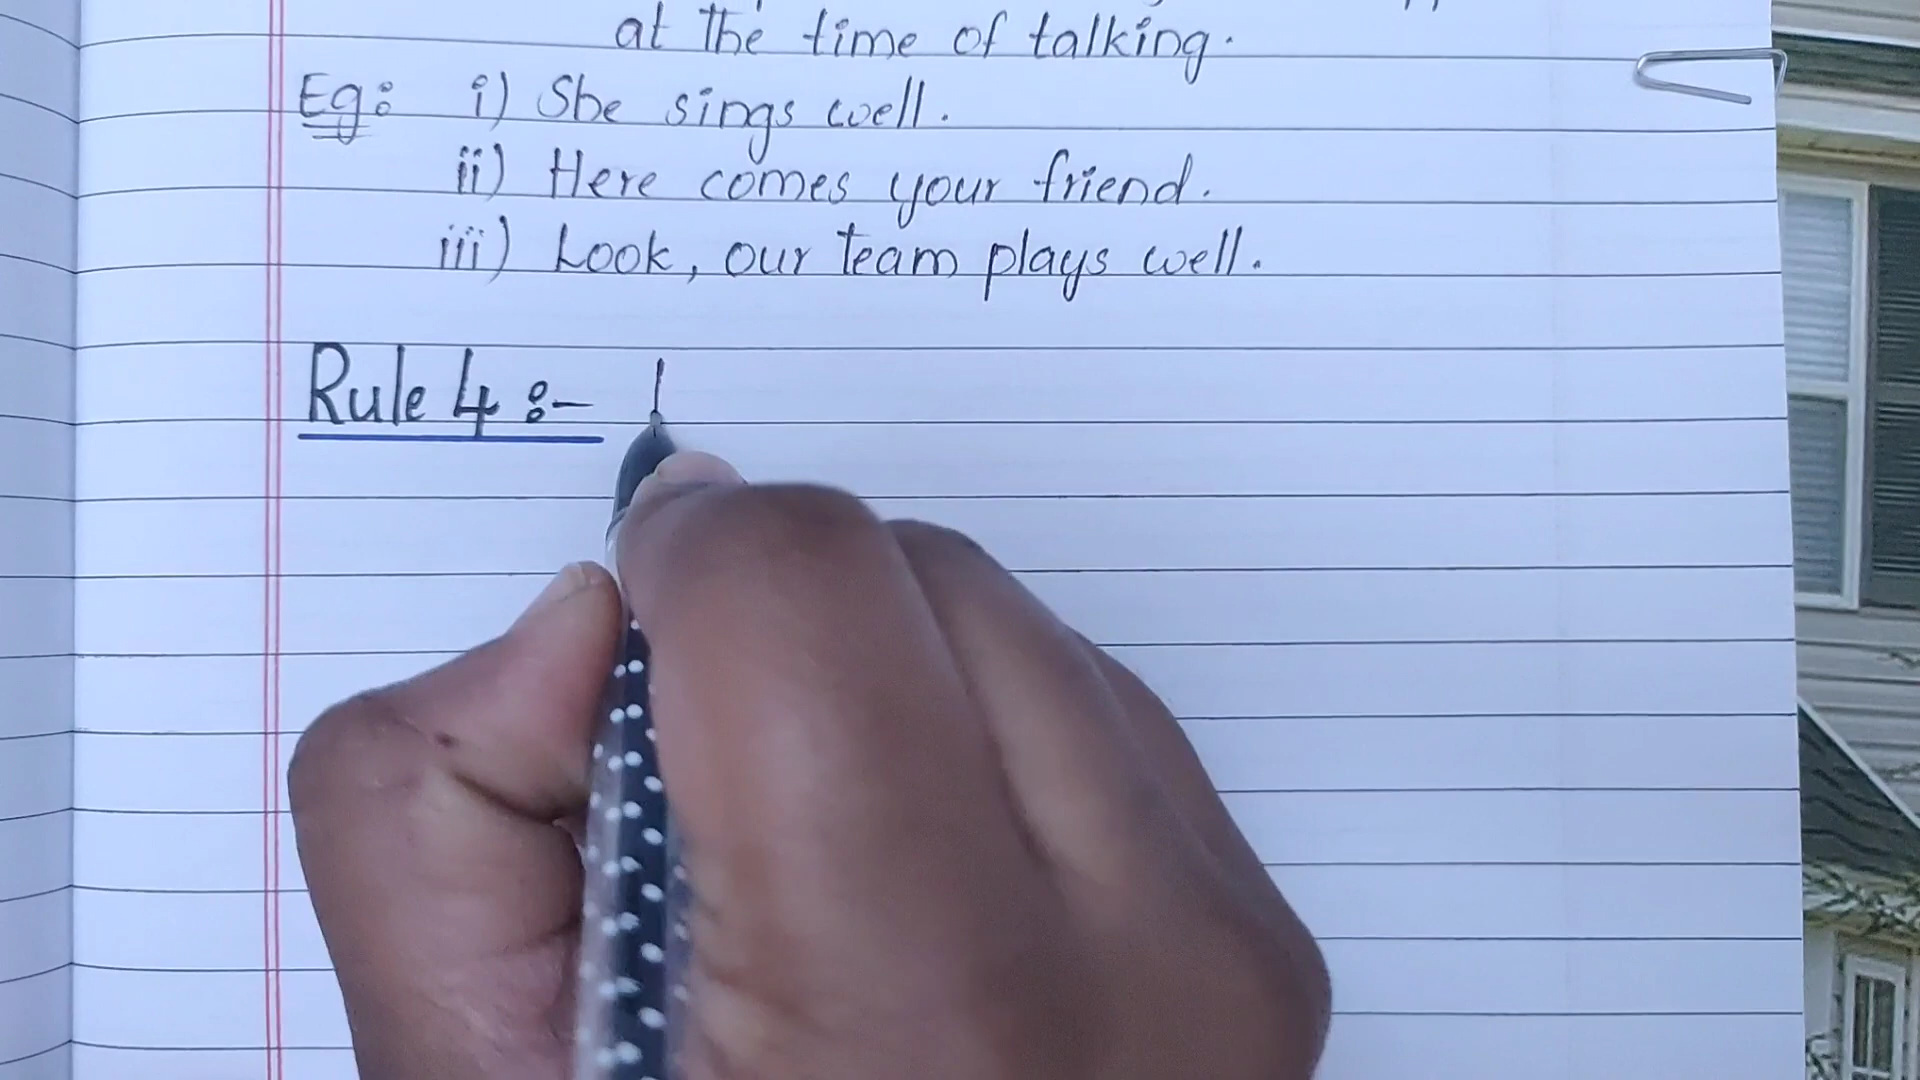 at the time of talking.
Eg: i) She sings well.
ii) Here comes your friend.
iii) Look, our team plays well.
Rule 4 :-